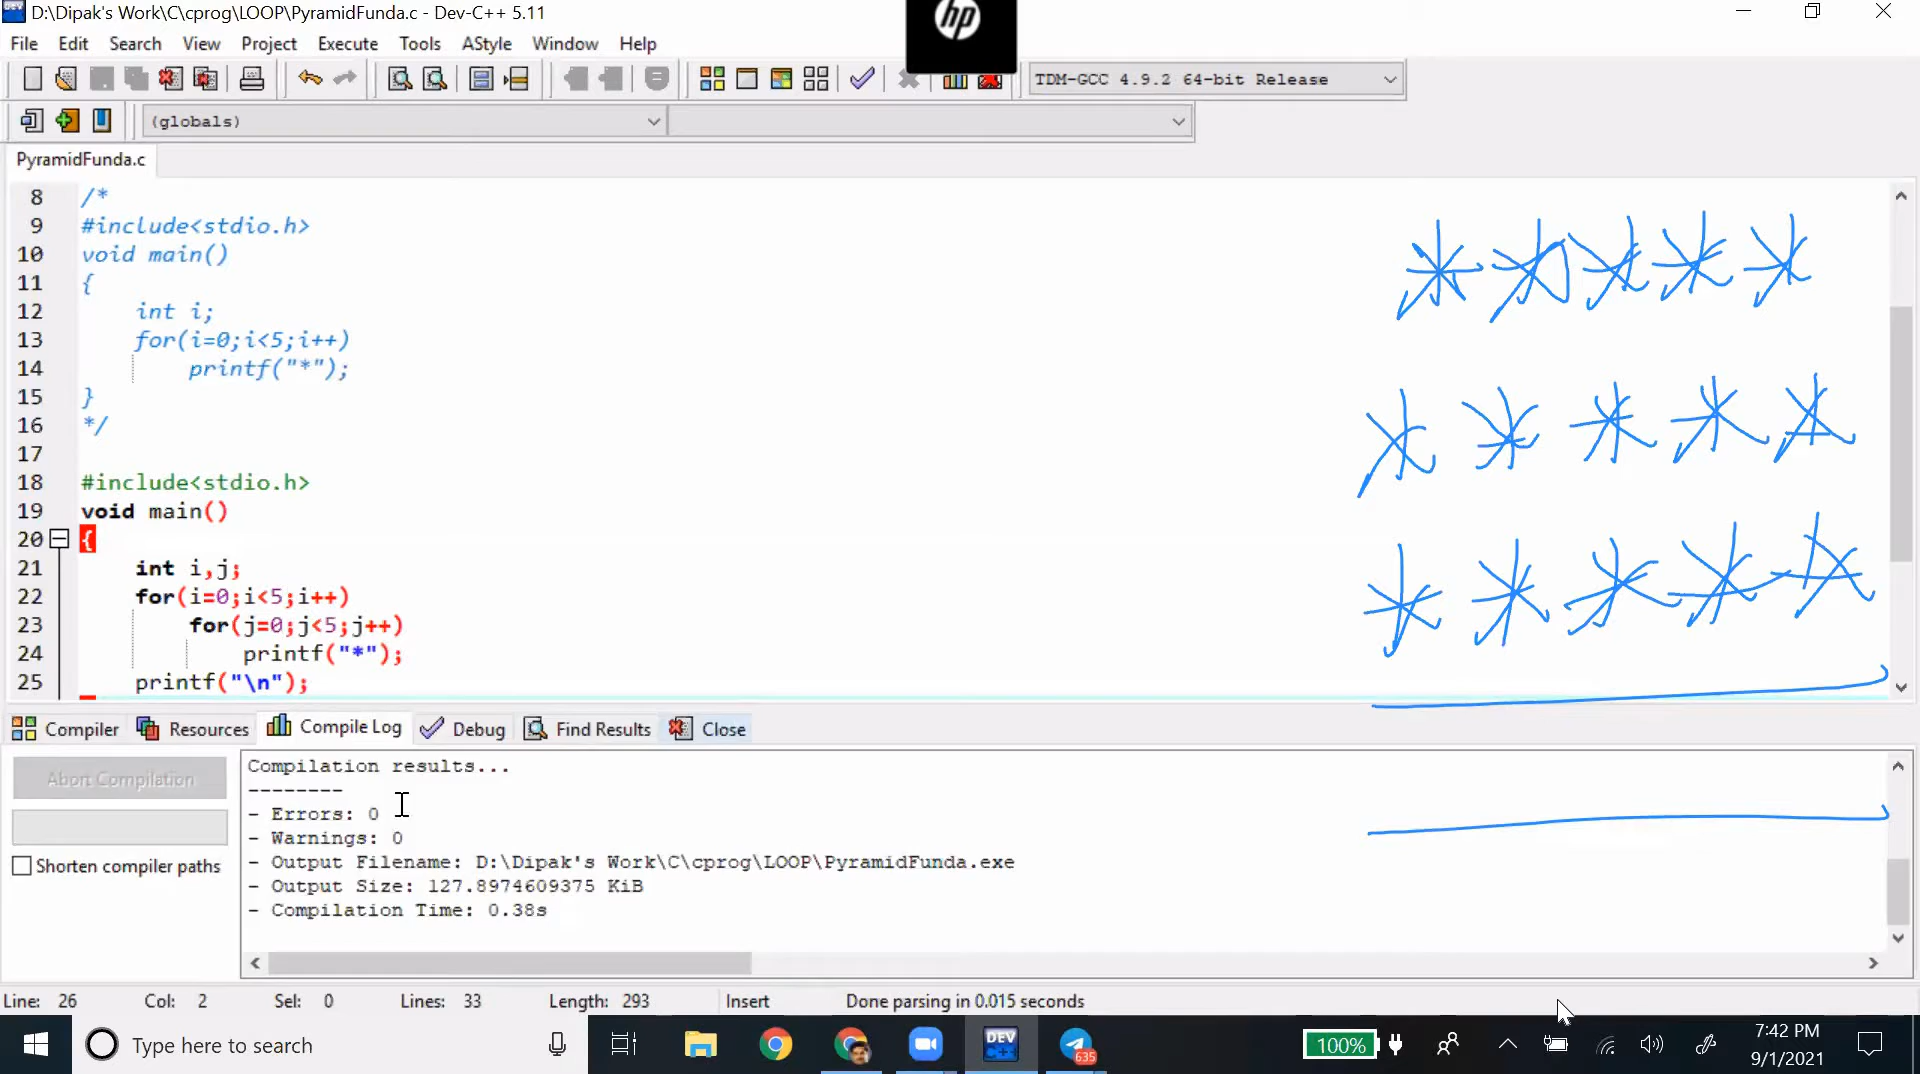 D:\Dipak's Work\C\cprog\LOOP\PyramidFunda.c - Dev-C++ 5.11
hp
File Edit Search View Project Execute Tools AStyle Window Help
TDM-GCC 4.9.2 64-bit Release
(globals)
PyramidFunda.c
8 /*
9 #include<stdio.h>
10 void main()
11 {
12 int i;
13 for(i=0;i<5;i++)
14 printf("*");
15 }
16 */
17
18 #include<stdio.h>
19 void main()
20 {
21 int i,j;
22 for(i=0;i<5;i++)
23 for(j=0;j<5;j++)
24 printf("*");
25 printf("\n");
* * * * *
* * * * *
* * * * *
Compiler Resources Compile Log Debug Find Results Close
Abort Compilation
Shorten compiler paths
Compilation results...
--------
- Errors: 0
- Warnings: 0
- Output Filename: D:\Dipak's Work\C\cprog\LOOP\PyramidFunda.exe
- Output Size: 127.8974609375 KiB
- Compilation Time: 0.38s
Line: 26 Col: 2 Sel: 0 Lines: 33 Length: 293 Insert Done parsing in 0.015 seconds
Type here to search
DEV C++
635
100%
7:42 PM
9/1/2021